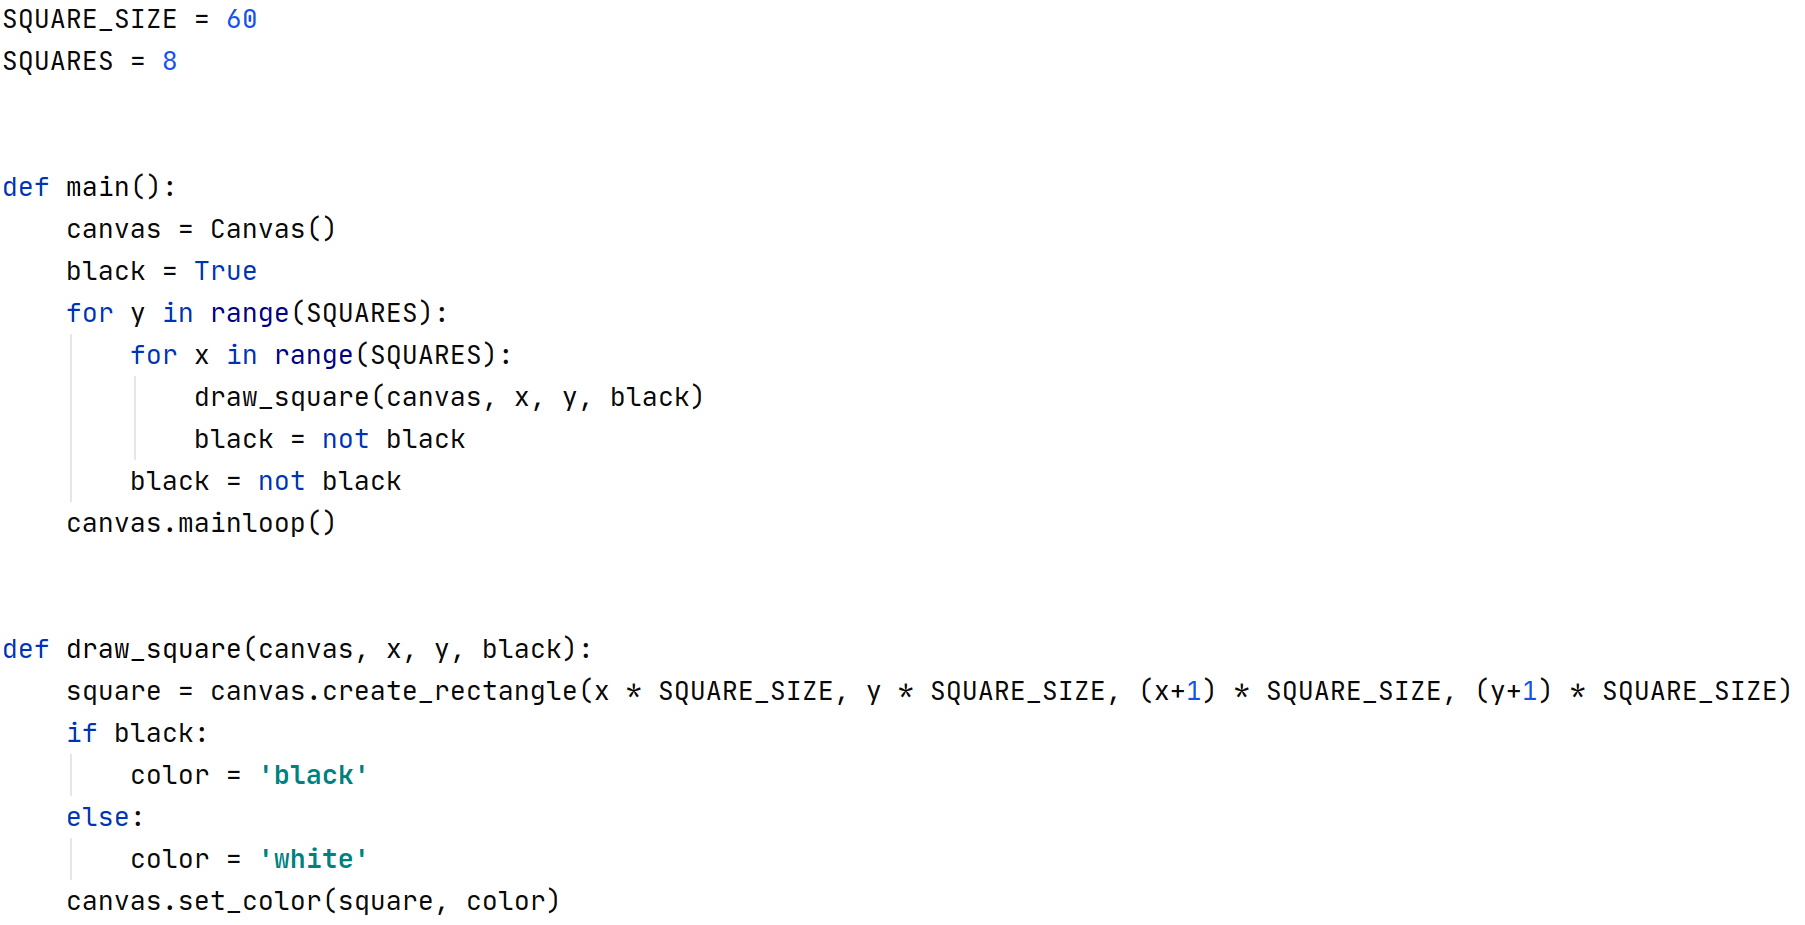 SQUARE_SIZE = 60
SQUARES = 8
def main():
    canvas = Canvas()
    black = True
    for y in range(SQUARES):
        for x in range(SQUARES):
            draw_square(canvas, x, y, black)
            black = not black
        black = not black
    canvas.mainloop()
def draw_square(canvas, x, y, black):
    square = canvas.create_rectangle(x * SQUARE_SIZE, y * SQUARE_SIZE, (x+1) * SQUARE_SIZE, (y+1) * SQUARE_SIZE)
    if black:
        color = 'black'
    else:
        color = 'white'
    canvas.set_color(square, color)